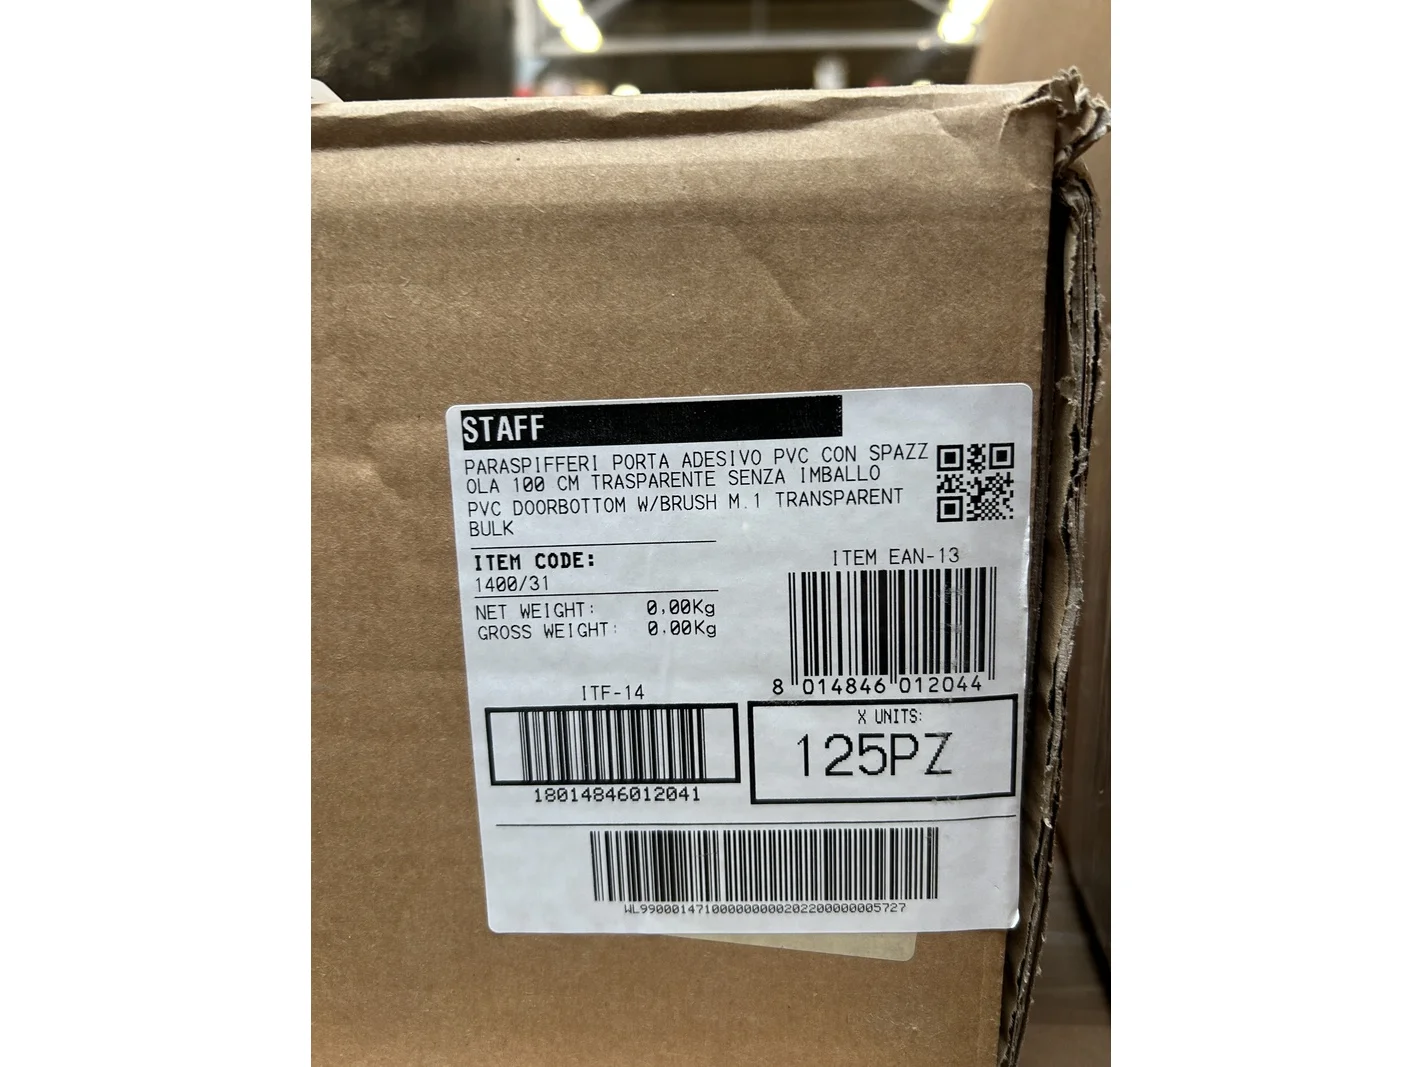 STAFF
PARASPIFFERI PORTA ADESIVO PVC CON SPAZZ
OLA 100 CM TRASPARENTE SENZA IMBALLO
PVC DOORBOTTOM W/BRUSH M.1 TRANSPARENT
BULK
ITEM CODE:
1400/31
NET WEIGHT: 0,00Kg
GROSS WEIGHT: 0,00Kg
ITEM EAN-13
8 014846 012044
ITF-14
18014846012041
X UNITS:
125PZ
WL99000147100000000020220000005727